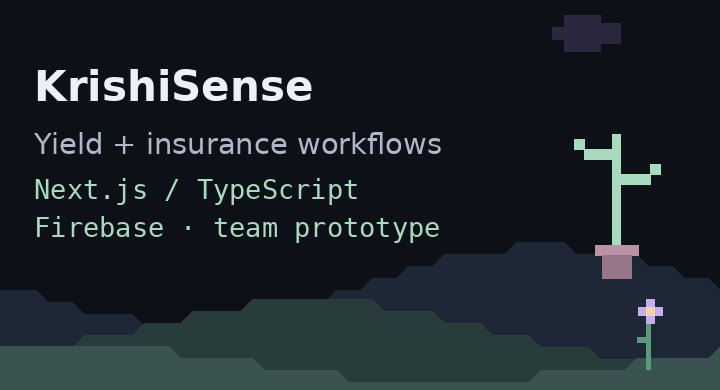 KrishiSense
Yield + insurance workflows
Next.js / TypeScript
Firebase · team prototype